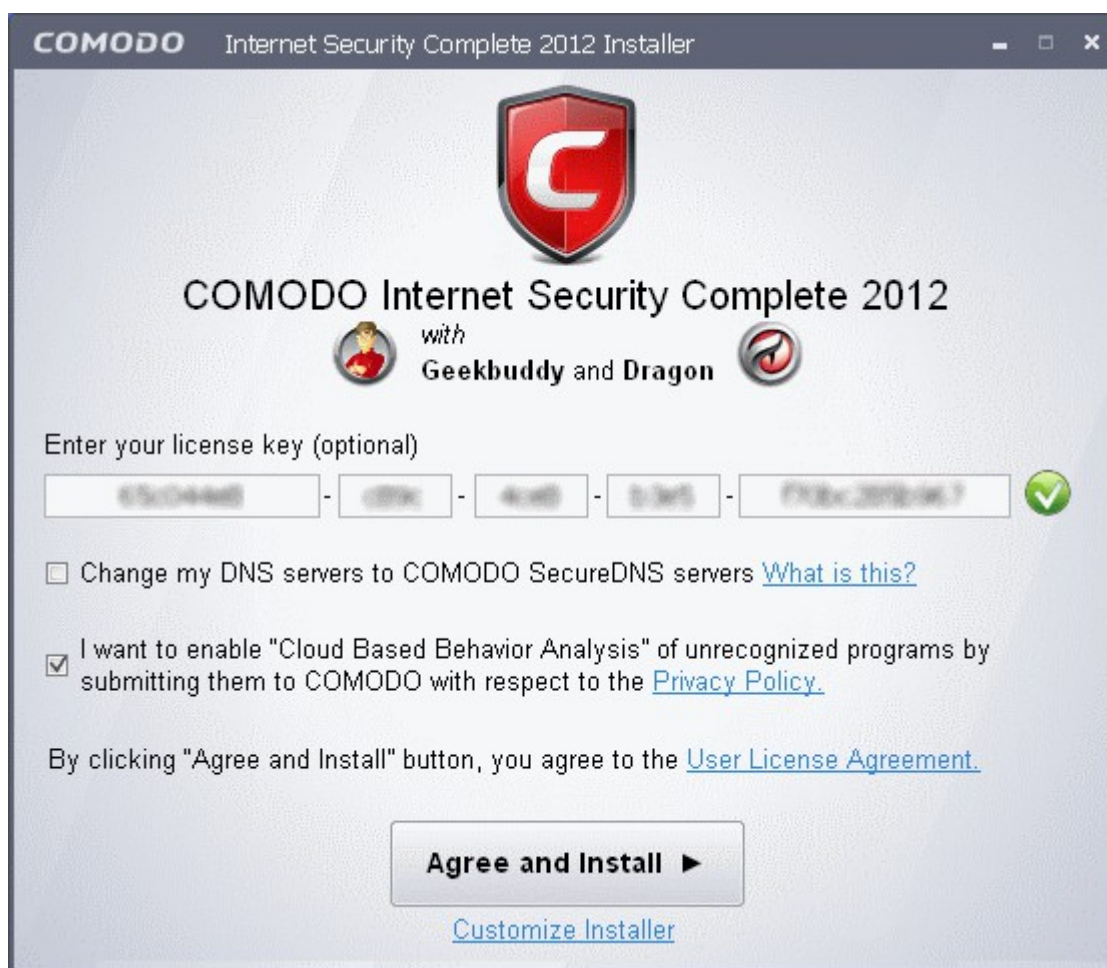 COMODO Internet Security Complete 2012 Installer
COMODO Internet Security Complete 2012
with
Geekbuddy and Dragon
Enter your license key (optional)
- - - -
Change my DNS servers to COMODO SecureDNS servers What is this?
I want to enable "Cloud Based Behavior Analysis" of unrecognized programs by
submitting them to COMODO with respect to the Privacy Policy.
By clicking "Agree and Install" button, you agree to the User License Agreement.
Agree and Install ►
Customize Installer